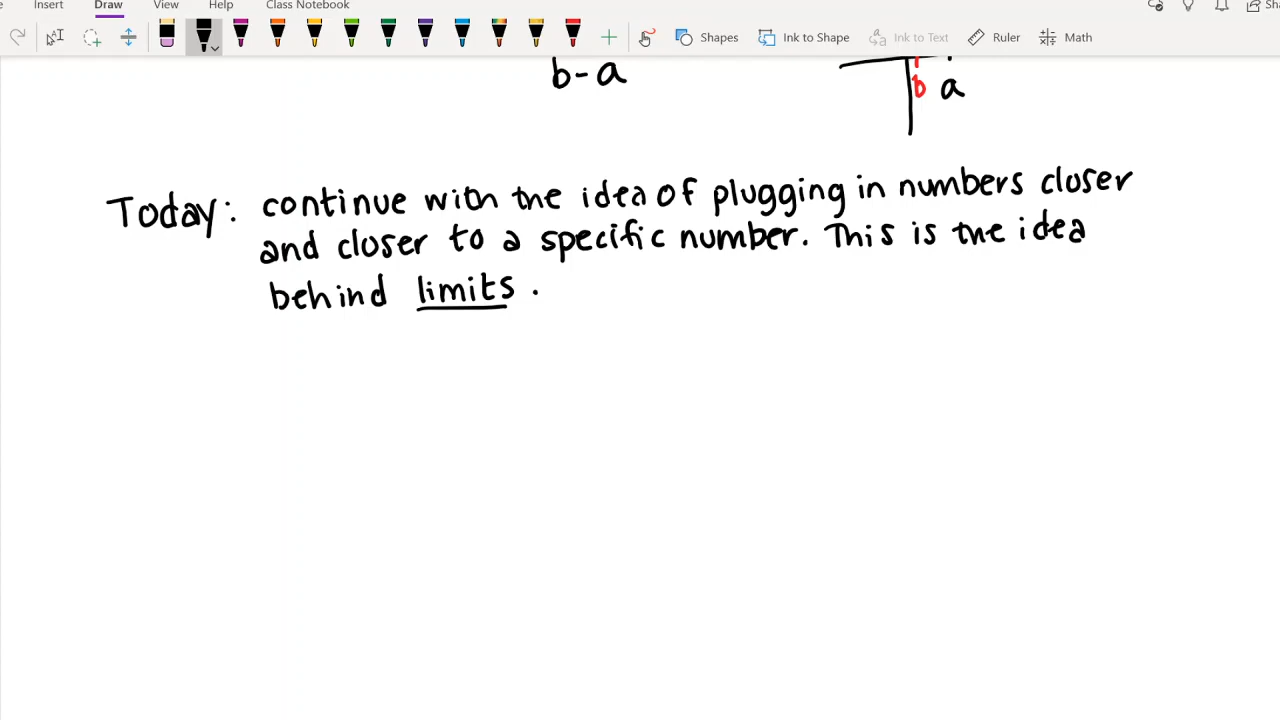 Insert Draw View Help Class Notebook
Shapes Ink to Shape Ink to Text Ruler Math
b-a
b a
Today: continue with the idea of plugging in numbers closer
and closer to a specific number. This is the idea
behind limits.